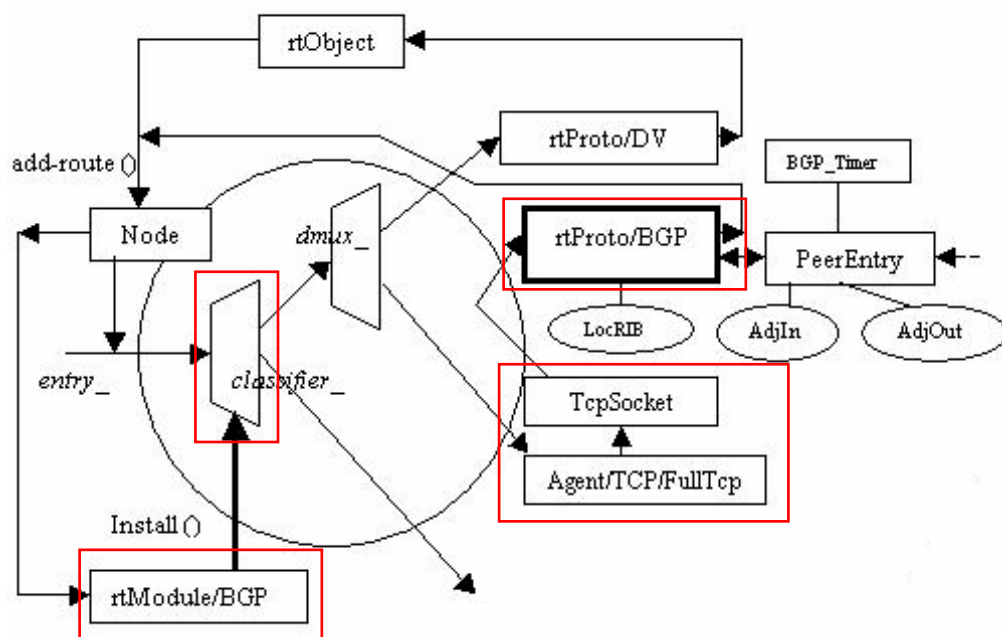 rtObject
rtProto/DV
BGP_Timer
add-route ()
Node
dmux_
rtProto/BGP
PeerEntry
LocRIB
AdjIn
AdjOut
entry_
classifier_
TcpSocket
Agent/TCP/FullTcp
Install ()
rtModule/BGP